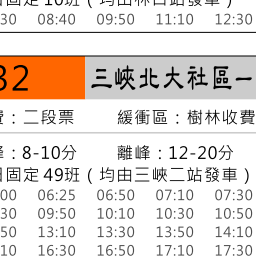 固定 10班 ( 均由林口站發車 )
30 08:40 09:50 11:10 12:30
32 三峽北大社區一
費：二段票 緩衝區：樹林收費
峰：8-10分 離峰：12-20分
固定 49班 ( 均由三峽二站發車 )
00 06:25 06:50 07:10 07:30
30 09:50 10:10 10:30 10:50
50 13:10 13:30 13:50 14:10
10 16:30 16:50 17:10 17:30